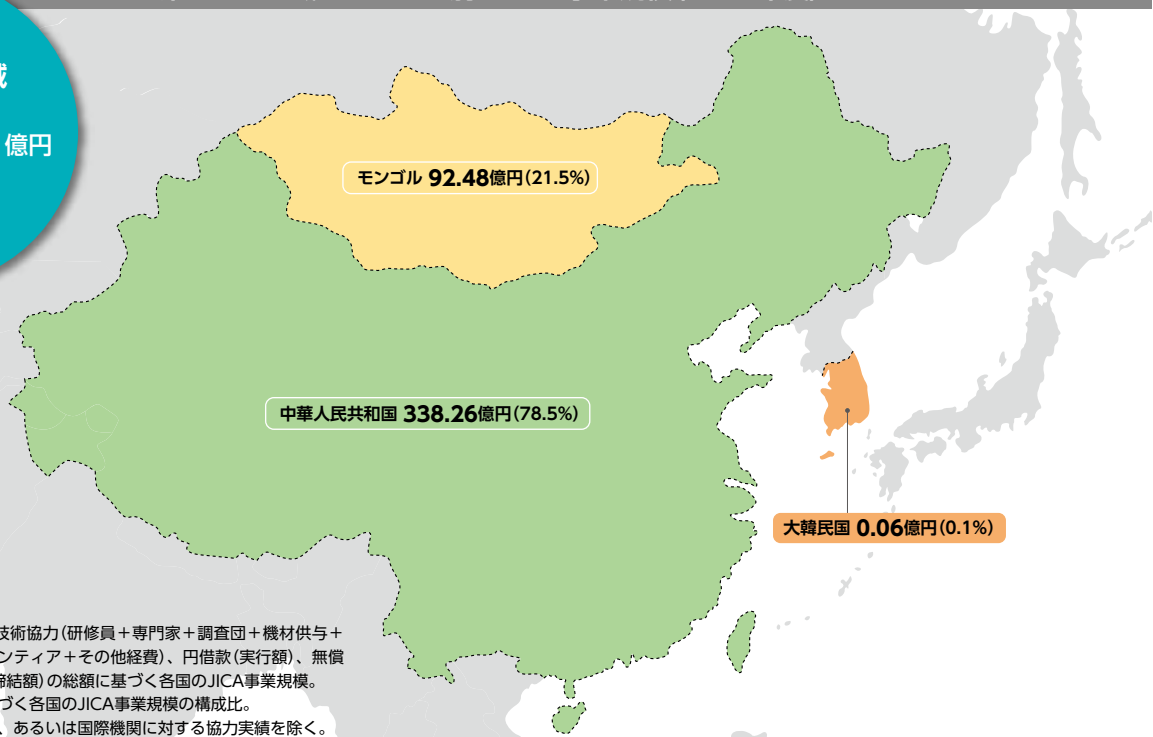 億円
モンゴル 92.48億円(21.5%)
中華人民共和国 338.26億円(78.5%)
大韓民国 0.06億円(0.1%)
技術協力(研修員+専門家+調査団+機材供与+
ンティア+その他経費)、円借款(実行額)、無償
締結額)の総額に基づく各国のJICA事業規模。
づく各国のJICA事業規模の構成比。
、あるいは国際機関に対する協力実績を除く。